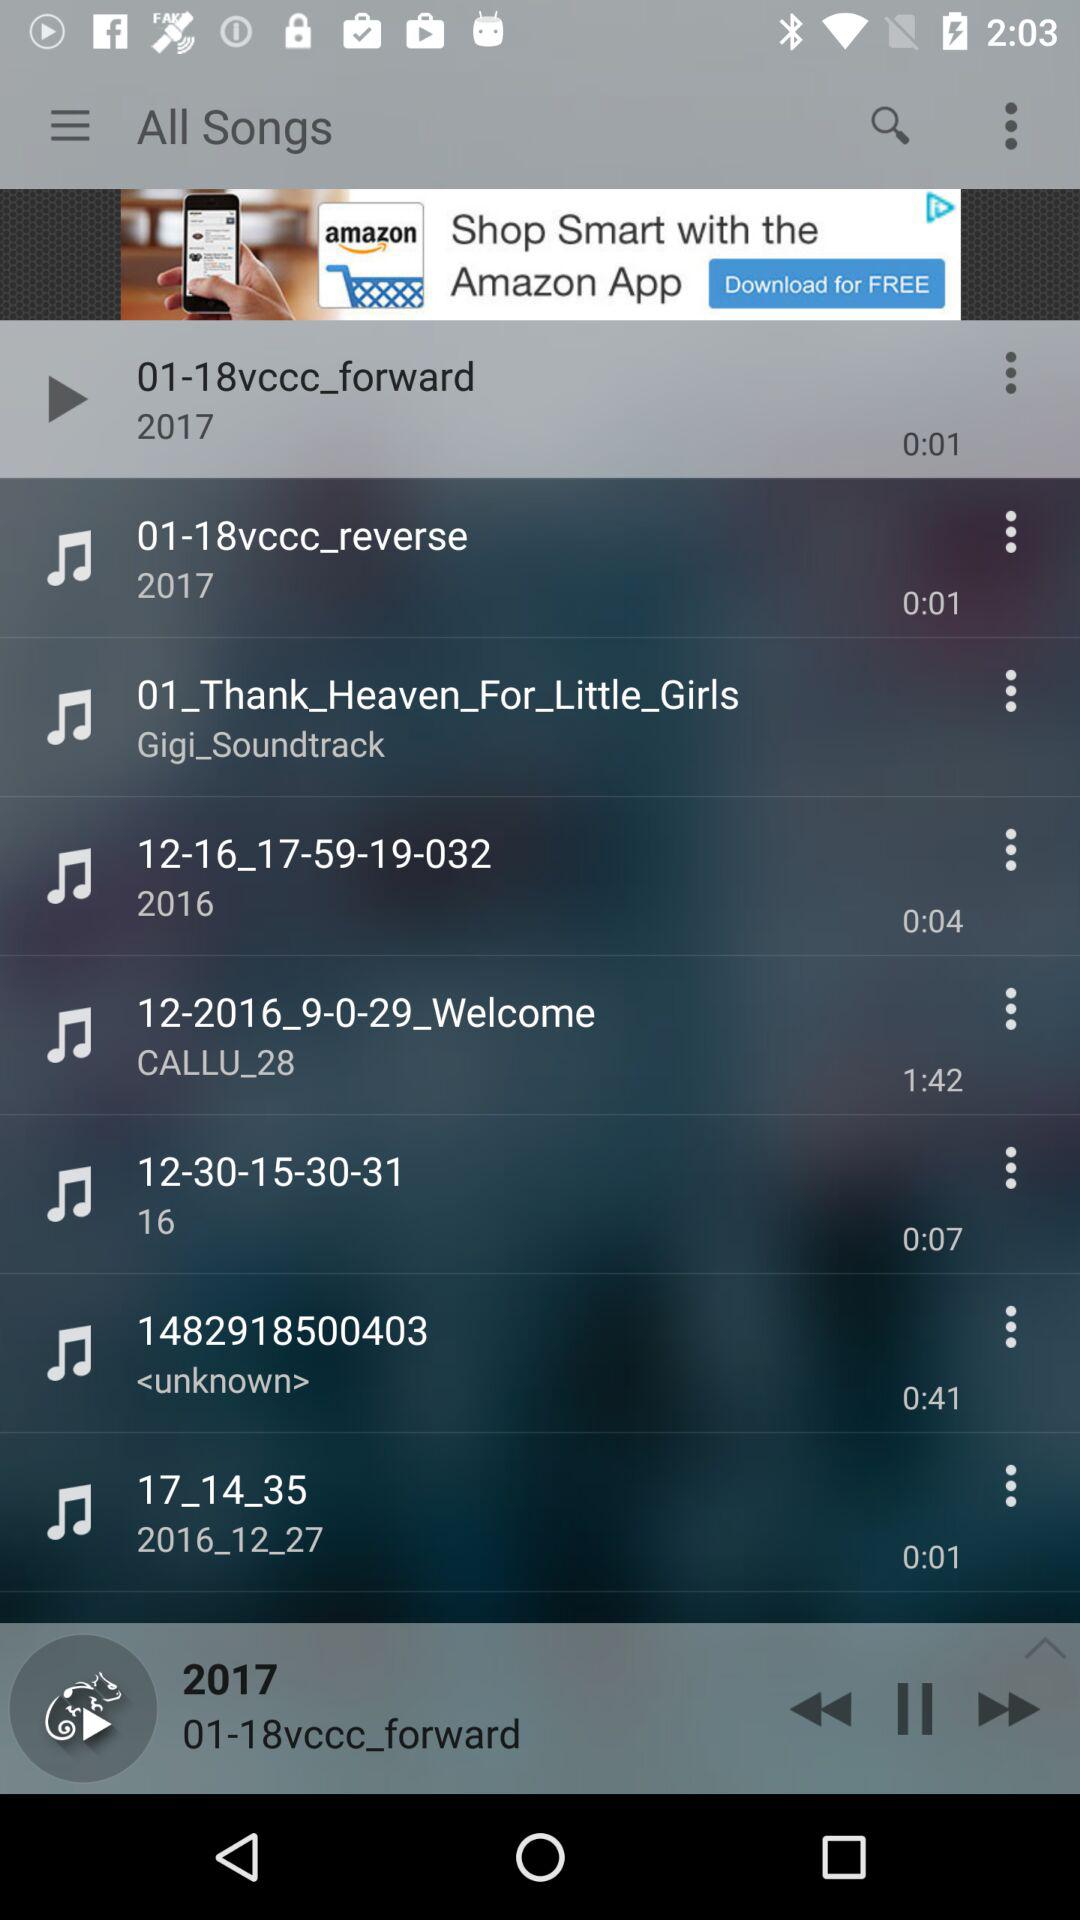 FAKE
2:03
All Songs
amazon
Shop Smart with the
Amazon App
Download for FREE
01-18vccc_forward
2017
0:01
01-18vccc_reverse
2017
0:01
01_Thank_Heaven_For_Little_Girls
Gigi_Soundtrack
12-16_17-59-19-032
2016
0:04
12-2016_9-0-29_Welcome
CALLU_28
1:42
12-30-15-30-31
16
0:07
1482918500403
<unknown>
0:41
17_14_35
2016_12_27
0:01
2017
01-18vccc_forward